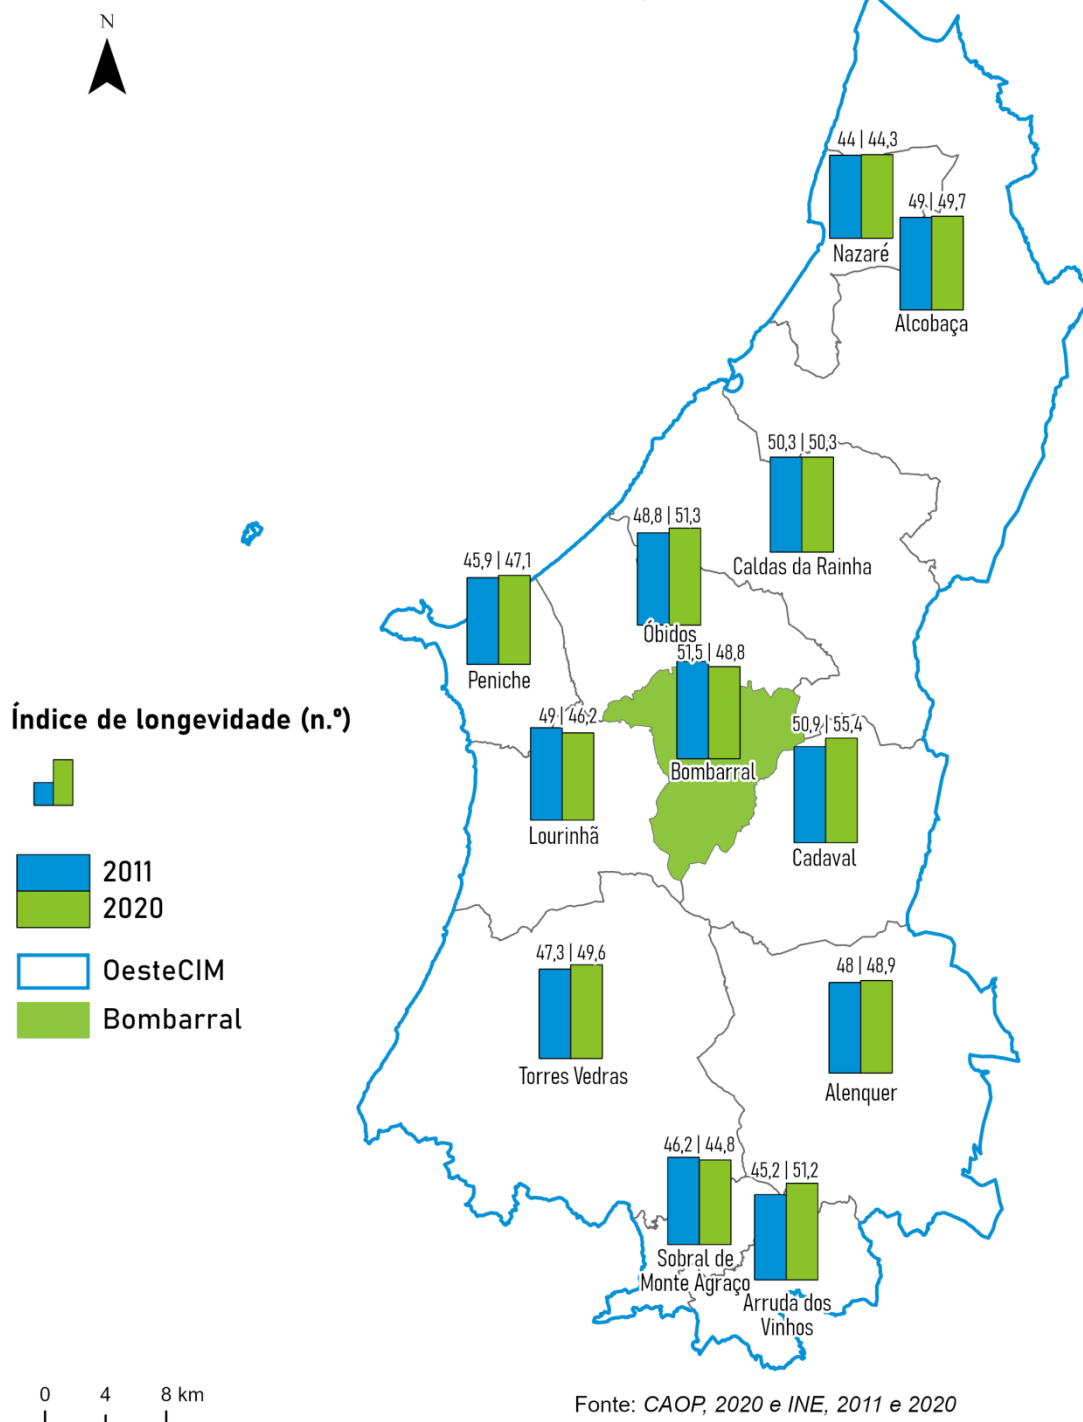 N
44 | 44,3
Nazaré
49 | 49,7
Alcobaça
50,3 | 50,3
Caldas da Rainha
48,8 | 51,3
Óbidos
45,9 | 47,1
Peniche
51,5 | 48,8
Bombarral
49 | 46,2
Lourinhã
50,9 | 55,4
Cadaval
Índice de longevidade (n.º)
2011
2020
OesteCIM
Bombarral
47,3 | 49,6
Torres Vedras
48 | 48,9
Alenquer
46,2 | 44,8
Sobral de
Monte Agraço
45,2 | 51,2
Arruda dos
Vinhos
0 4 8 km
Fonte: CAOP, 2020 e INE, 2011 e 2020